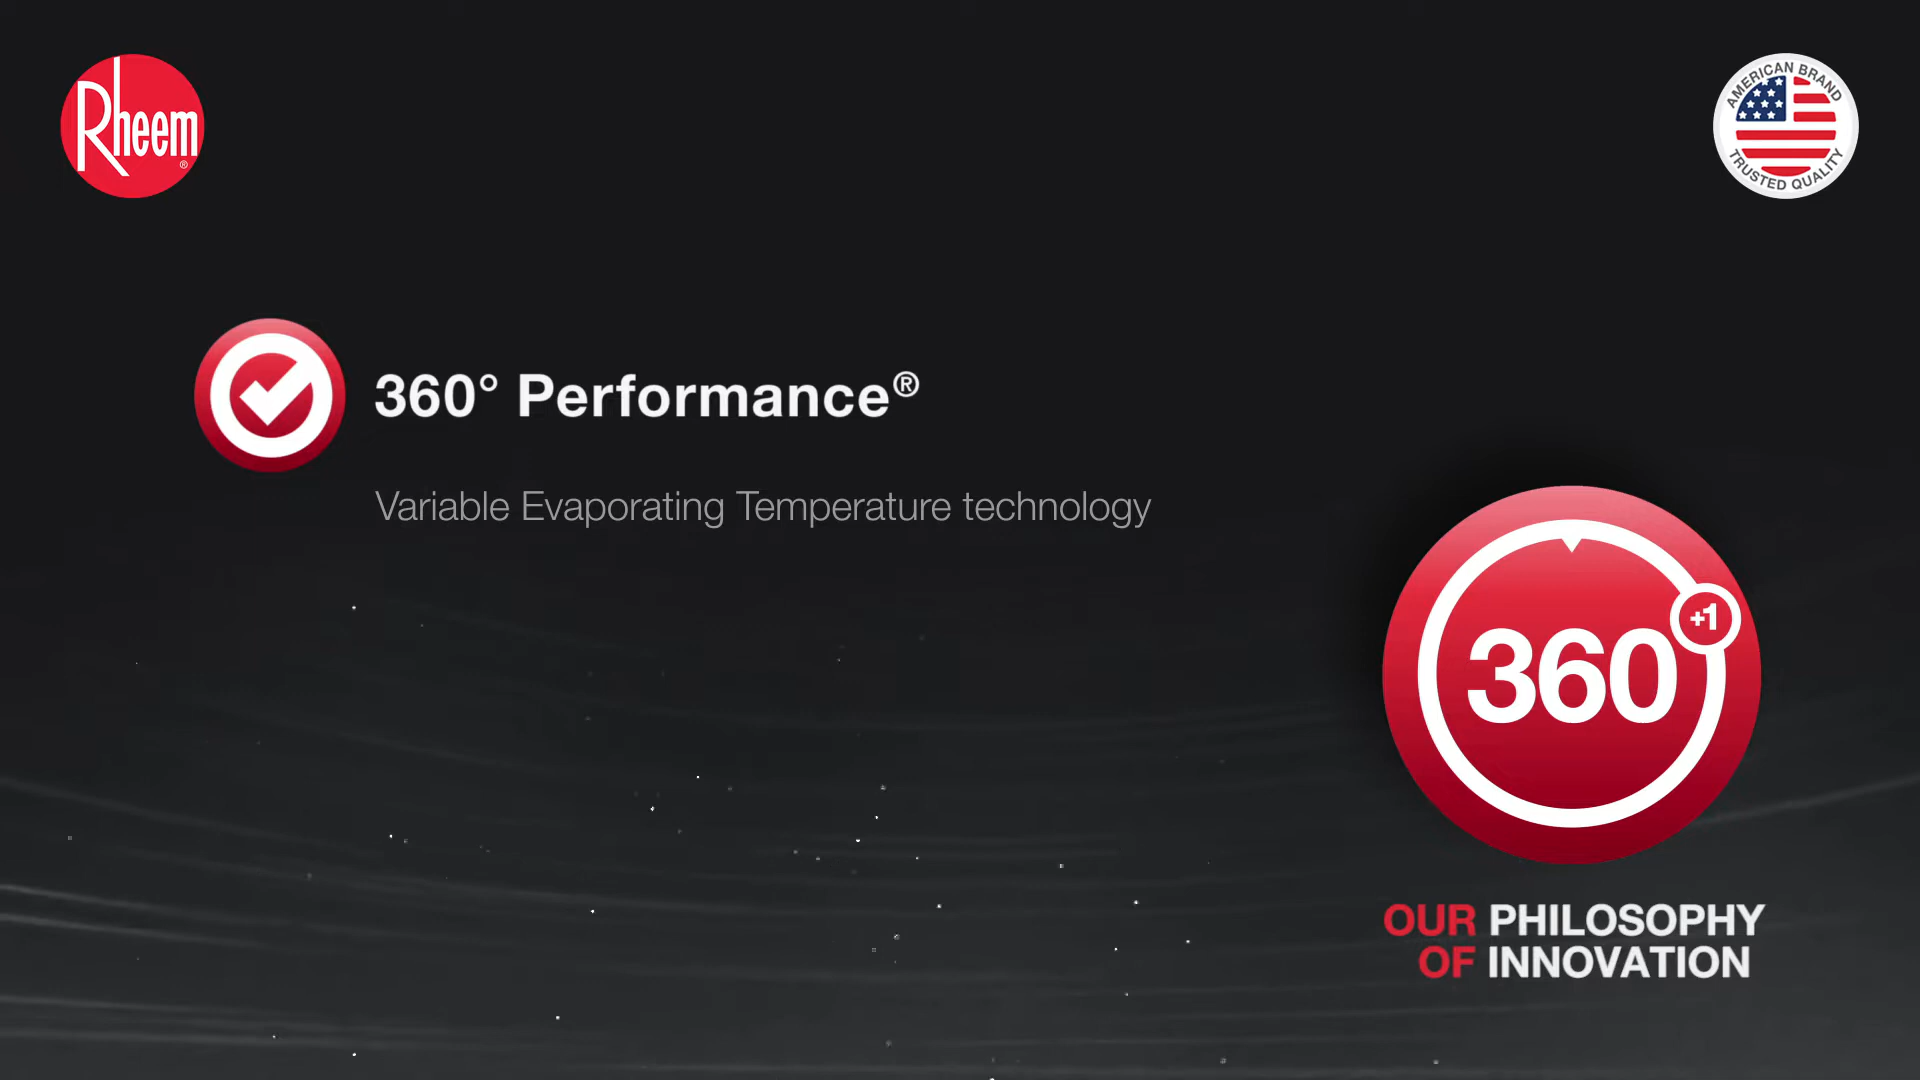 Rheem®
AMERICAN BRAND
TRUSTED QUALITY
360° Performance®
Variable Evaporating Temperature technology
+1
360
OUR PHILOSOPHY
OF INNOVATION